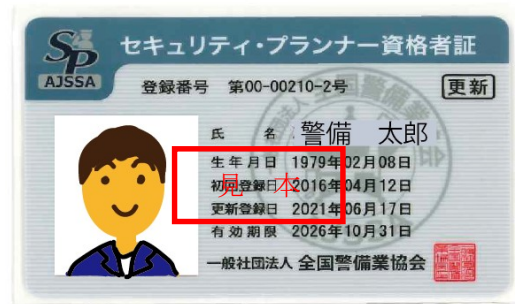 SP
AJSSA
セキュリティ・プランナー資格者証
登録番号 第00-00210-2号
更新
氏 名 : 警備 太郎
生年月日 1979年02月08日
初回登録日 2016年04月12日
更新登録日 2021年06月17日
有効期限 2026年10月31日
見本
一般社団法人 全国警備業協会